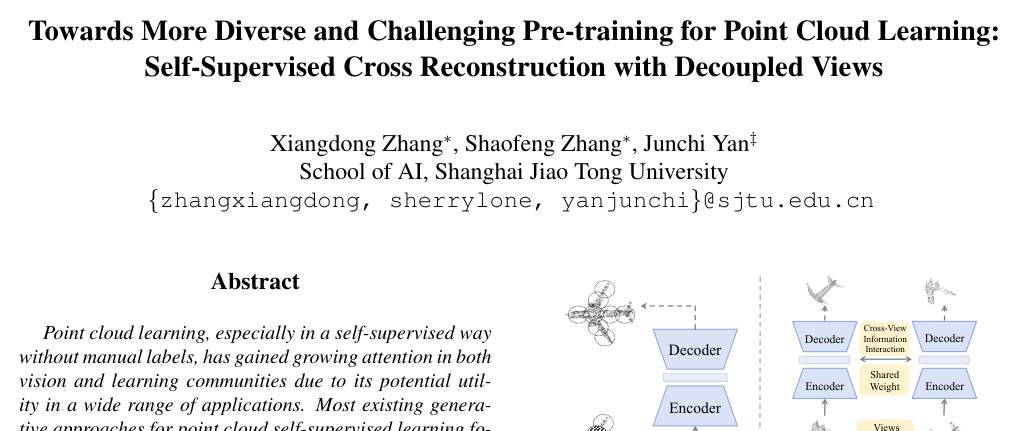 Towards More Diverse and Challenging Pre-training for Point Cloud Learning:
Self-Supervised Cross Reconstruction with Decoupled Views
Xiangdong Zhang*, Shaofeng Zhang*, Junchi Yan‡
School of AI, Shanghai Jiao Tong University
{zhangxiangdong, sherrylone, yanjunchi}@sjtu.edu.cn
Abstract
Point cloud learning, especially in a self-supervised way
without manual labels, has gained growing attention in both
vision and learning communities due to its potential util-
ity in a wide range of applications. Most existing genera-
tive approaches for point cloud self-supervised learning fo-
Decoder
Encoder
Decoder
Cross-View
Information
Interaction
Decoder
Encoder
Shared
Weight
Encoder
Views